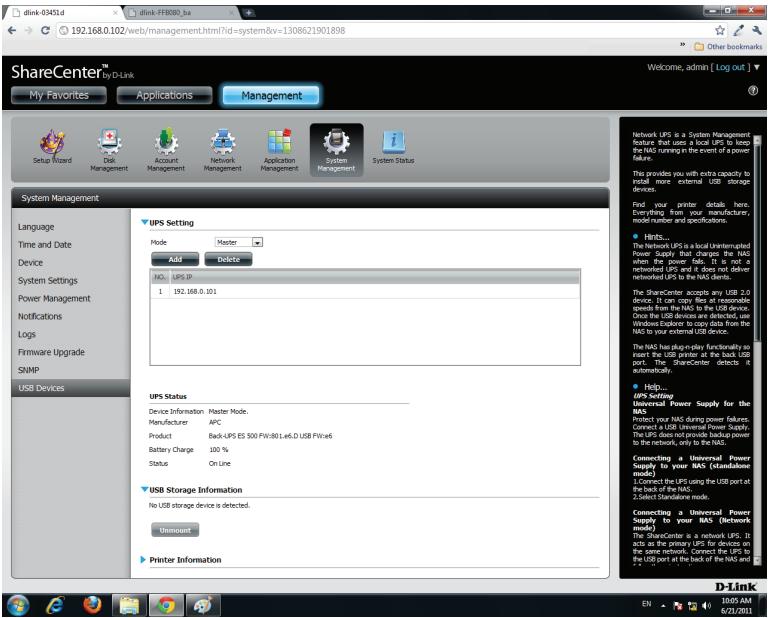 dlink-03451d
dlink-FFB080_ba
192.168.0.102/web/management.html?id=system&v=1308621901898
Other bookmarks
ShareCenter™ by D-Link
Welcome, admin [ Log out ]
My Favorites
Applications
Management
Setup Wizard
Disk Management
Account Management
Network Management
Application Management
System Management
System Status
System Management
Language
Time and Date
Device
System Settings
Power Management
Notifications
Logs
Firmware Upgrade
SNMP
USB Devices
UPS Setting
Mode Master
Add Delete
NO. UPS IP
1 192.168.0.101
UPS Status
Device Information Master Mode.
Manufacturer APC
Product Back-UPS ES 500 FW:801.e6.D USB FW:e6
Battery Charge 100 %
Status On Line
USB Storage Information
No USB storage device is detected.
Unmount
Printer Information
Network UPS is a System Management
feature that uses a local UPS to keep
the NAS running in the event of a power
failure.
This provides you with extra capacity to
install more external USB storage
devices.
Find your printer details here.
Everything from your manufacturer,
model number and specifications.
Hints...
The Network UPS is a local Uninterrupted
Power Supply that charges the NAS
when the power fails. It is not a
networked UPS and it does not deliver
networked UPS to the NAS clients.
The ShareCenter accepts any USB 2.0
device. It can copy files at reasonable
speeds from the NAS to the USB device.
Once the USB devices are detected, use
Windows Explorer to copy data from the
NAS to your external USB device.
The NAS has plug-n-play functionality so
insert the USB printer at the back USB
port. The ShareCenter detects it
automatically.
Help...
UPS Setting
Universal Power Supply for the
NAS
Protect your NAS during power failures.
Connect a USB Universal Power Supply.
The UPS does not provide backup power
to the network, only to the NAS.
Connecting a Universal Power
Supply to your NAS (standalone
mode)
1.Connect the UPS using the USB port at
the back of the NAS.
2.Select Standalone mode.
Connecting a Universal Power
Supply to your NAS (Network
mode)
The ShareCenter is a network UPS. It
acts as the primary UPS for devices on
the same network. Connect the UPS to
the USB port at the back of the NAS and
D-Link
EN
10:05 AM
6/21/2011